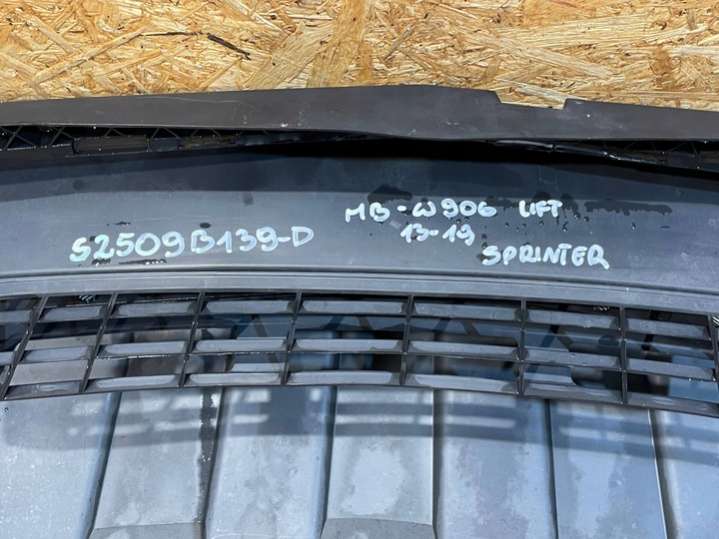 S2509B139-D
MB-W906 LIFT
13-19
SPRINTER